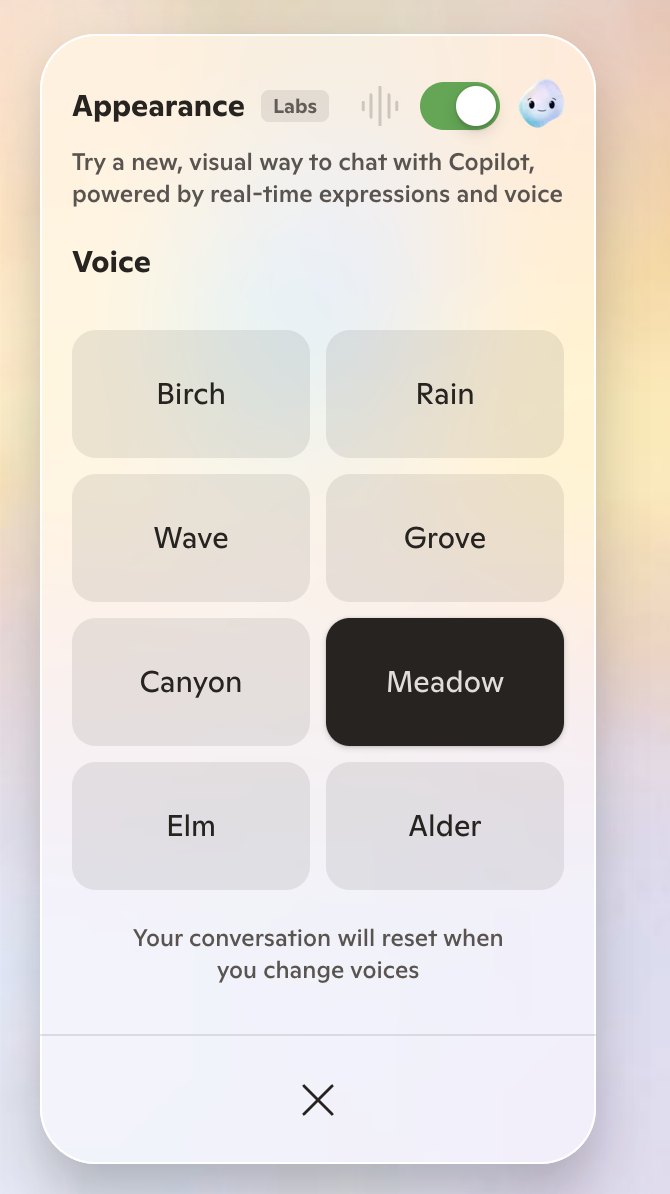 Appearance Labs
Try a new, visual way to chat with Copilot,
powered by real-time expressions and voice
Voice
Birch Rain
Wave Grove
Canyon Meadow
Elm Alder
Your conversation will reset when
you change voices